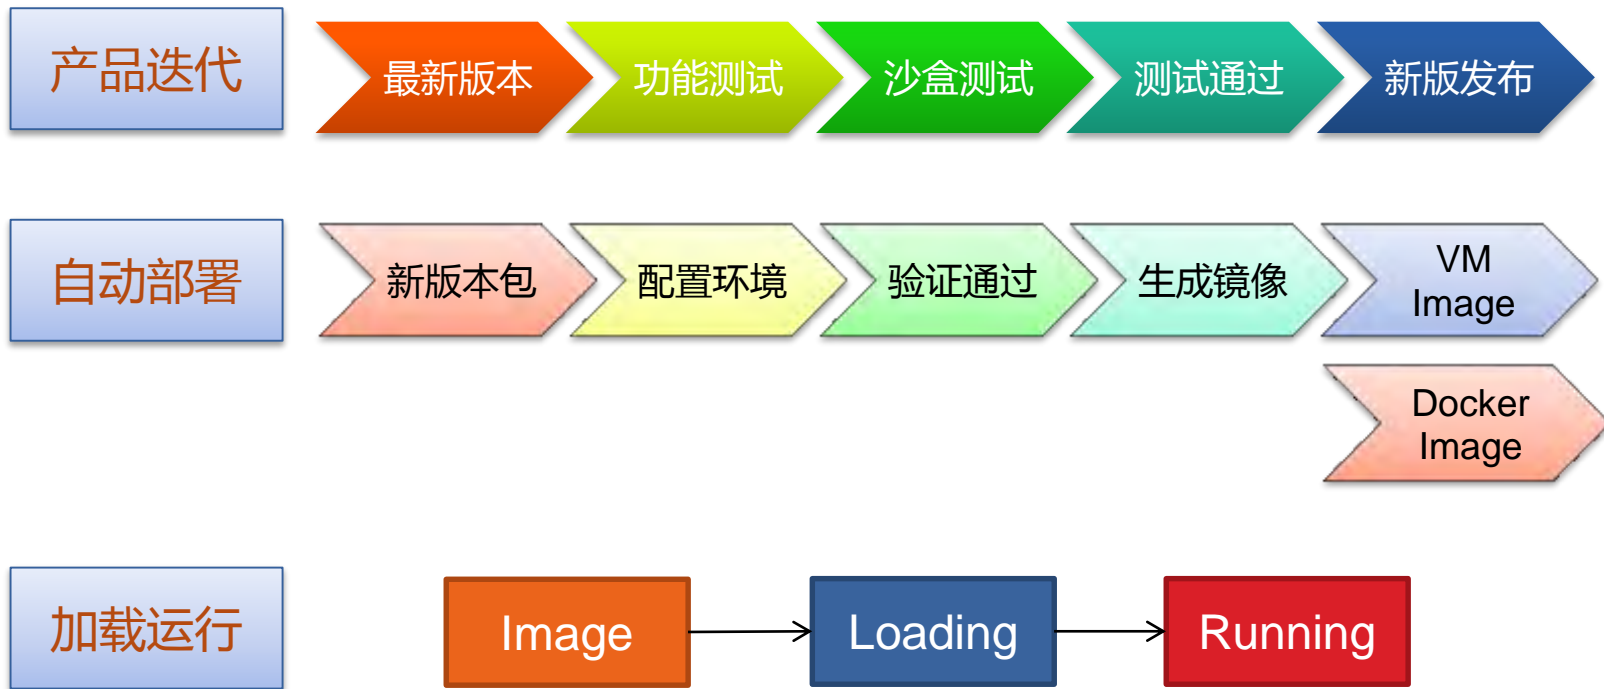 产品迭代
最新版本
功能测试
沙盒测试
测试通过
新版发布
自动部署
新版本包
配置环境
验证通过
生成镜像
VM
Image
Docker
Image
加载运行
Image
Loading
Running